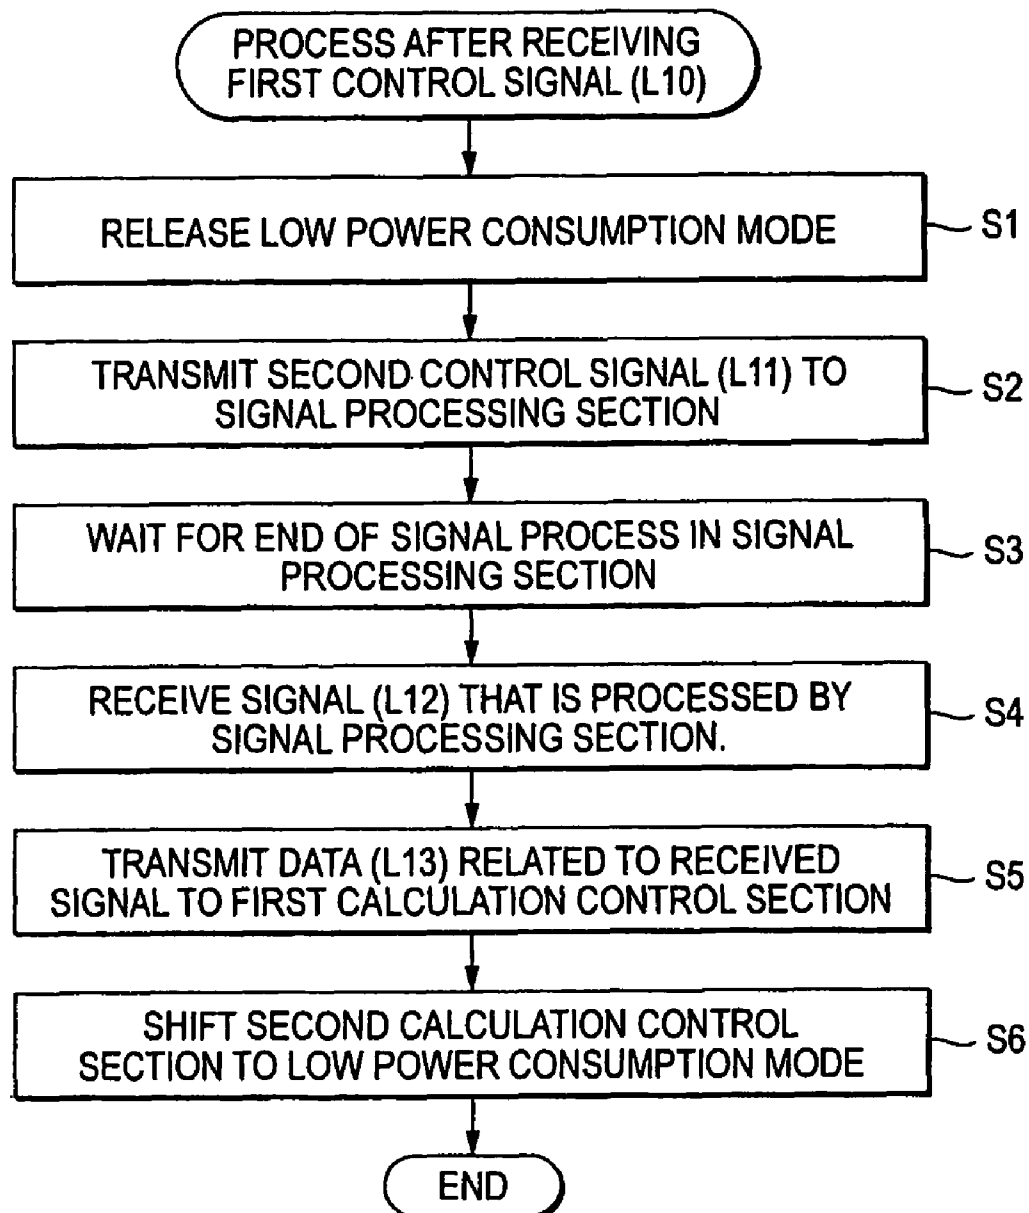 PROCESS AFTER RECEIVING
FIRST CONTROL SIGNAL (L10)
RELEASE LOW POWER CONSUMPTION MODE
S1
TRANSMIT SECOND CONTROL SIGNAL (L11) TO
SIGNAL PROCESSING SECTION
S2
WAIT FOR END OF SIGNAL PROCESS IN SIGNAL
PROCESSING SECTION
S3
RECEIVE SIGNAL (L12) THAT IS PROCESSED BY
SIGNAL PROCESSING SECTION.
S4
TRANSMIT DATA (L13) RELATED TO RECEIVED
SIGNAL TO FIRST CALCULATION CONTROL SECTION
S5
SHIFT SECOND CALCULATION CONTROL
SECTION TO LOW POWER CONSUMPTION MODE
S6
END